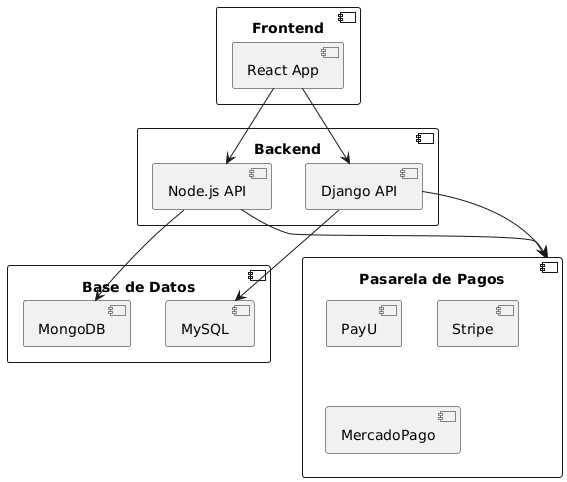 Frontend
React App
Backend
Node.js API
Django API
Base de Datos
MongoDB
MySQL
Pasarela de Pagos
PayU
Stripe
MercadoPago